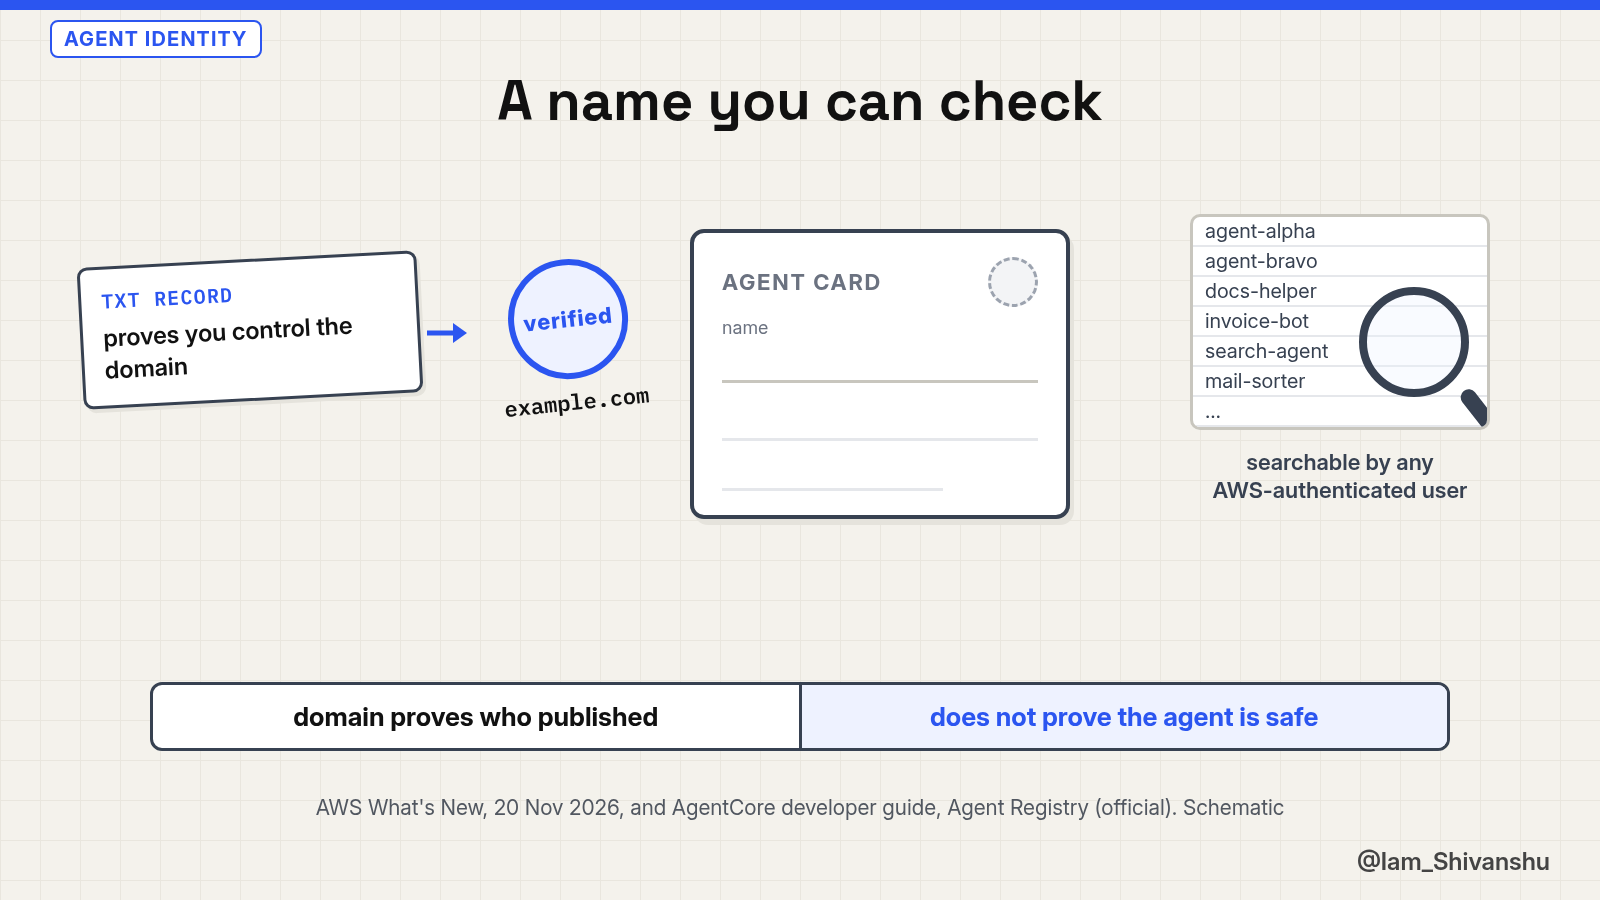 AGENT IDENTITY
A name you can check
TXT RECORD
proves you control the
domain
verified
example.com
AGENT CARD
name
agent-alpha
agent-bravo
docs-helper
invoice-bot
search-agent
mail-sorter
...
searchable by any
AWS-authenticated user
domain proves who published
does not prove the agent is safe
AWS What's New, 20 Nov 2026, and AgentCore developer guide, Agent Registry (official). Schematic
@Iam_Shivanshu